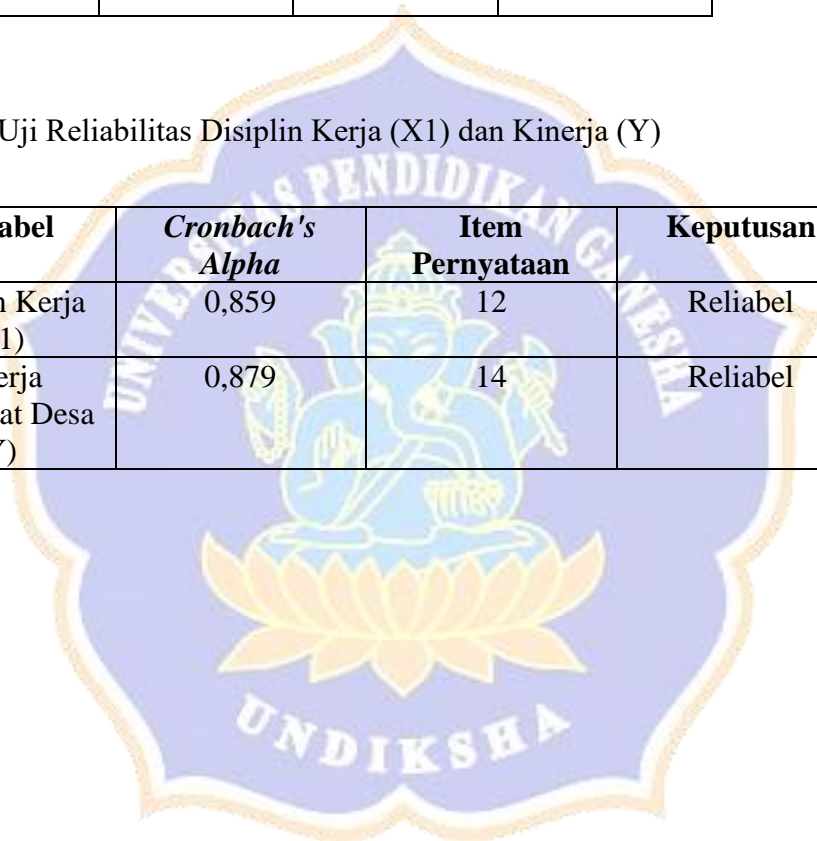 Uji Reliabilitas Disiplin Kerja (X1) dan Kinerja (Y)
abel Cronbach's Alpha Item Pernyataan Keputusan
n Kerja 0,859 12 Reliabel
1)
erja 0,879 14 Reliabel
at Desa
Y)
UNIVERSITAS PENDIDIKAN GANESHA
UNDIKSHA